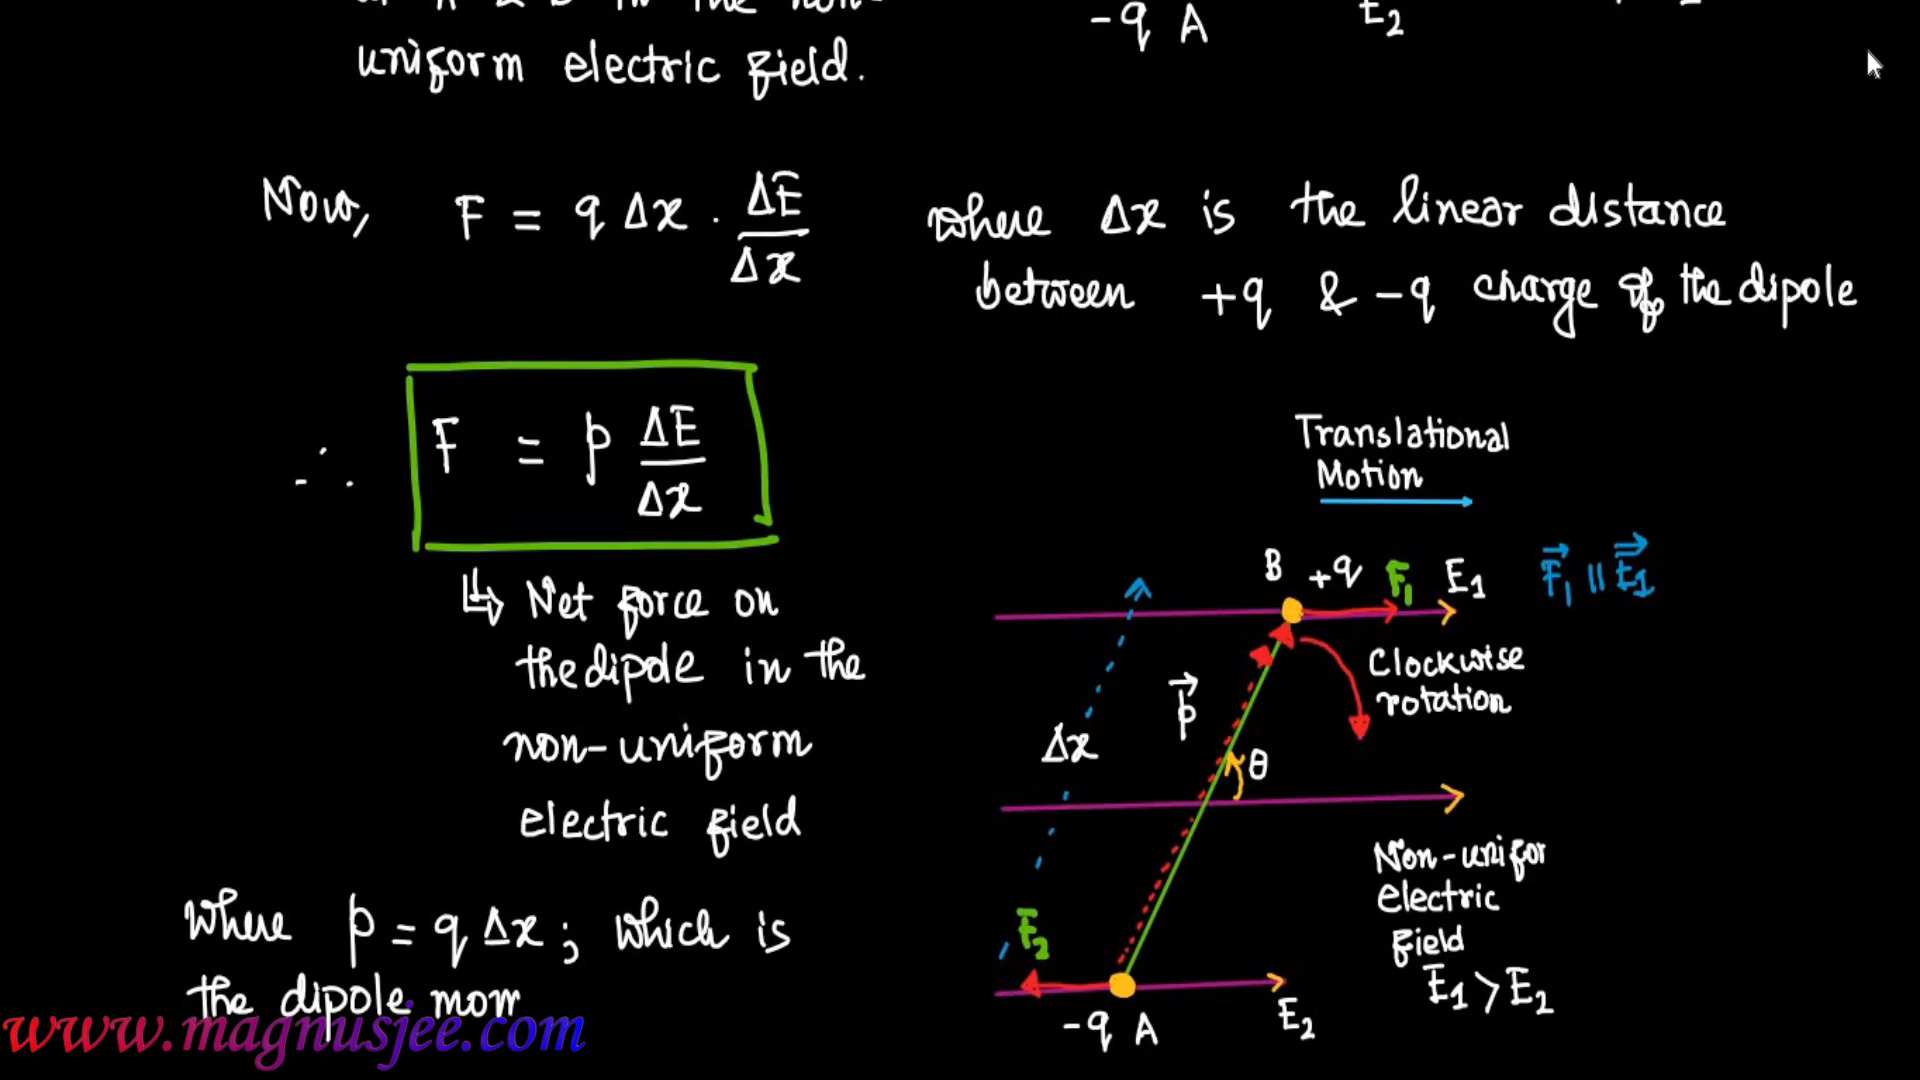 uniform electric field.
-q A E2
Now, F = q Δx . ΔE/Δx
where Δx is the linear distance
between +q & -q charge of the dipole
∴ F = p ΔE/Δx
↳ Net force on
the dipole in the
non-uniform
electric field
Where p = q Δx; which is
the dipole mom
www.magnusjee.com
Translational
Motion
B +q F1 E1 F⃗1 || E⃗1
Clockwise
rotation
p⃗
Δx
θ
Non-unifor
electric
field
E1 > E2
F2
-q A E2